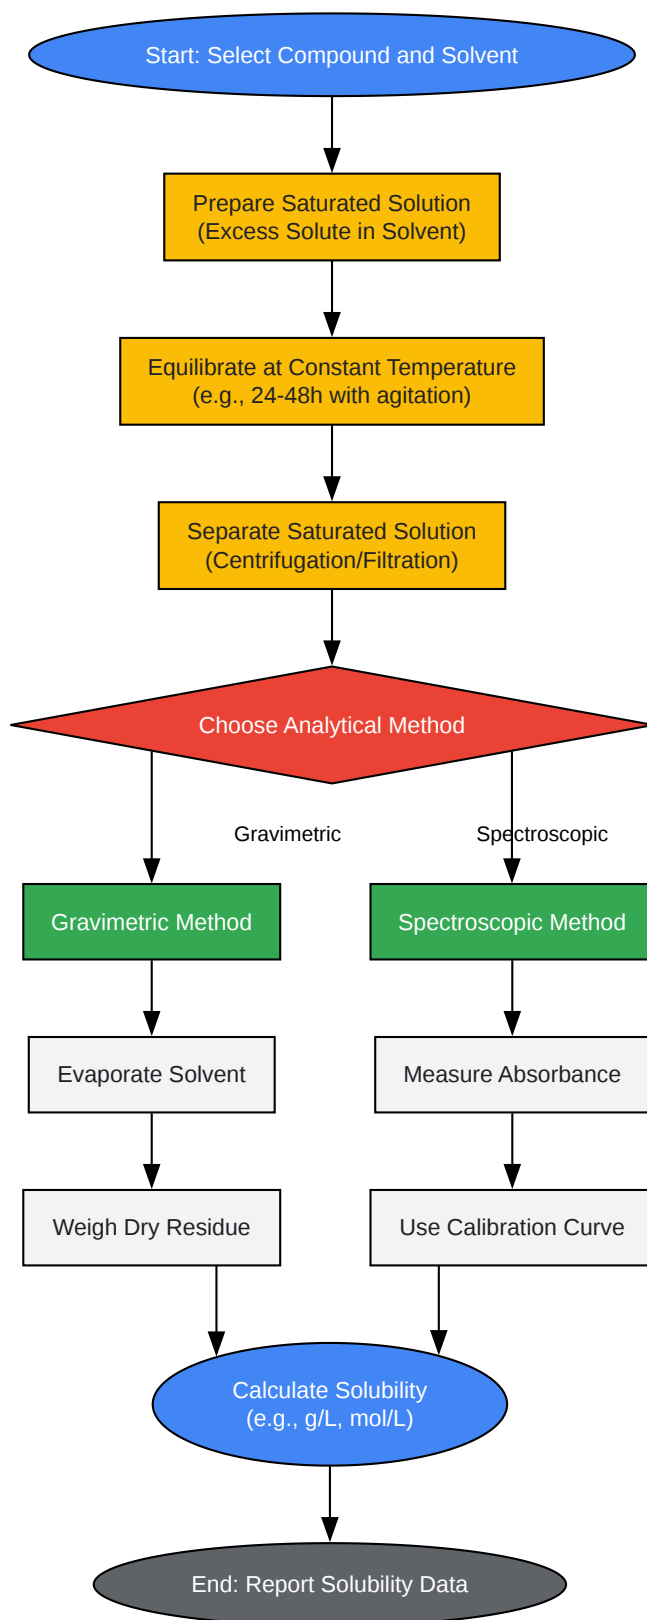 Start: Select Compound and Solvent
Prepare Saturated Solution
(Excess Solute in Solvent)
Equilibrate at Constant Temperature
(e.g., 24-48h with agitation)
Separate Saturated Solution
(Centrifugation/Filtration)
Choose Analytical Method
Gravimetric
Spectroscopic
Gravimetric Method
Spectroscopic Method
Evaporate Solvent
Measure Absorbance
Weigh Dry Residue
Use Calibration Curve
Calculate Solubility
(e.g., g/L, mol/L)
End: Report Solubility Data